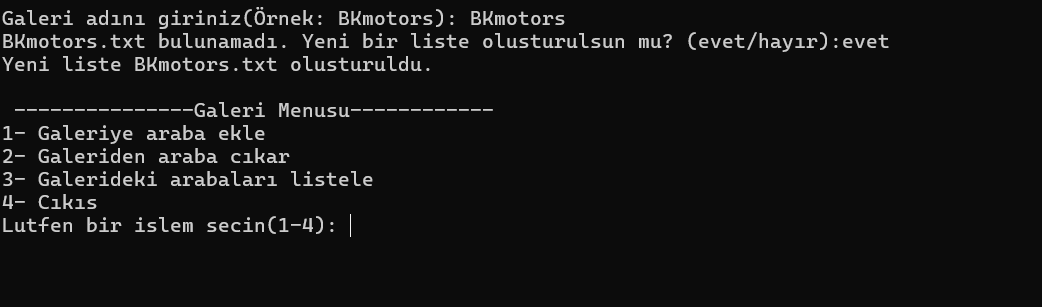 Galeri adını giriniz(Örnek: BKmotors): BKmotors
BKmotors.txt bulunamadı. Yeni bir liste olusturulsun mu? (evet/hayır):evet
Yeni liste BKmotors.txt olusturuldu.
---------------Galeri Menusu------------
1- Galeriye araba ekle
2- Galeriden araba cıkar
3- Galerideki arabaları listele
4- Cıkıs
Lutfen bir islem secin(1-4):